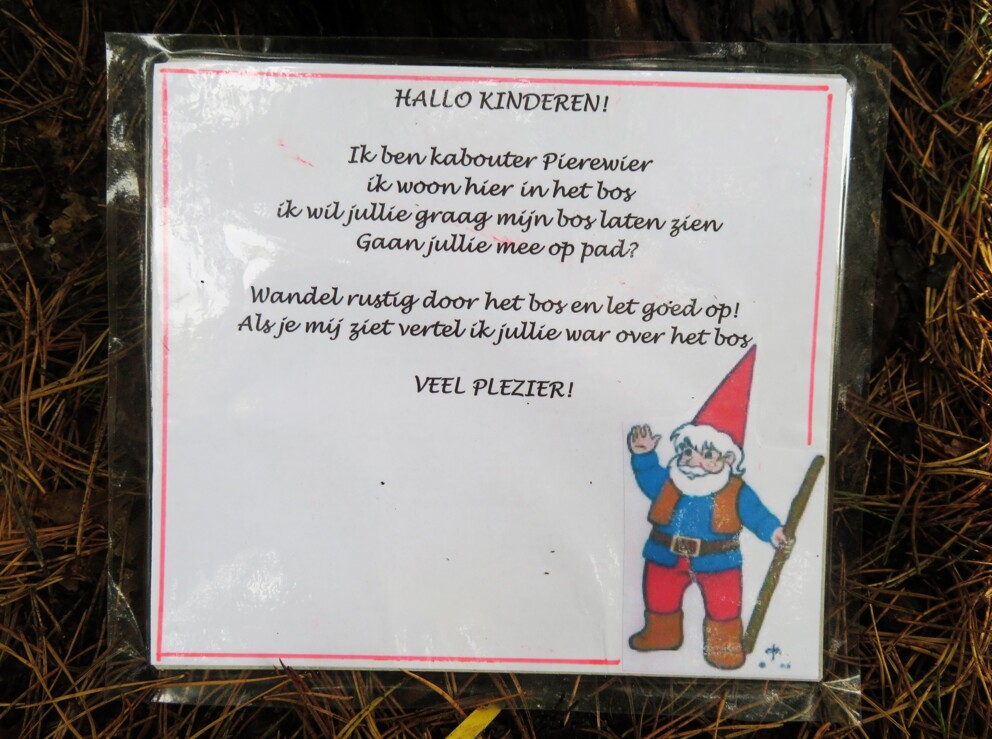 HALLO KINDEREN!
Ik ben kabouter Pierewier
ik woon hier in het bos
ik wil jullie graag mijn bos laten zien
Gaan jullie mee op pad?
Wandel rustig door het bos en let goed op!
Als je mij ziet vertel ik jullie war over het bos
VEEL PLEZIER!